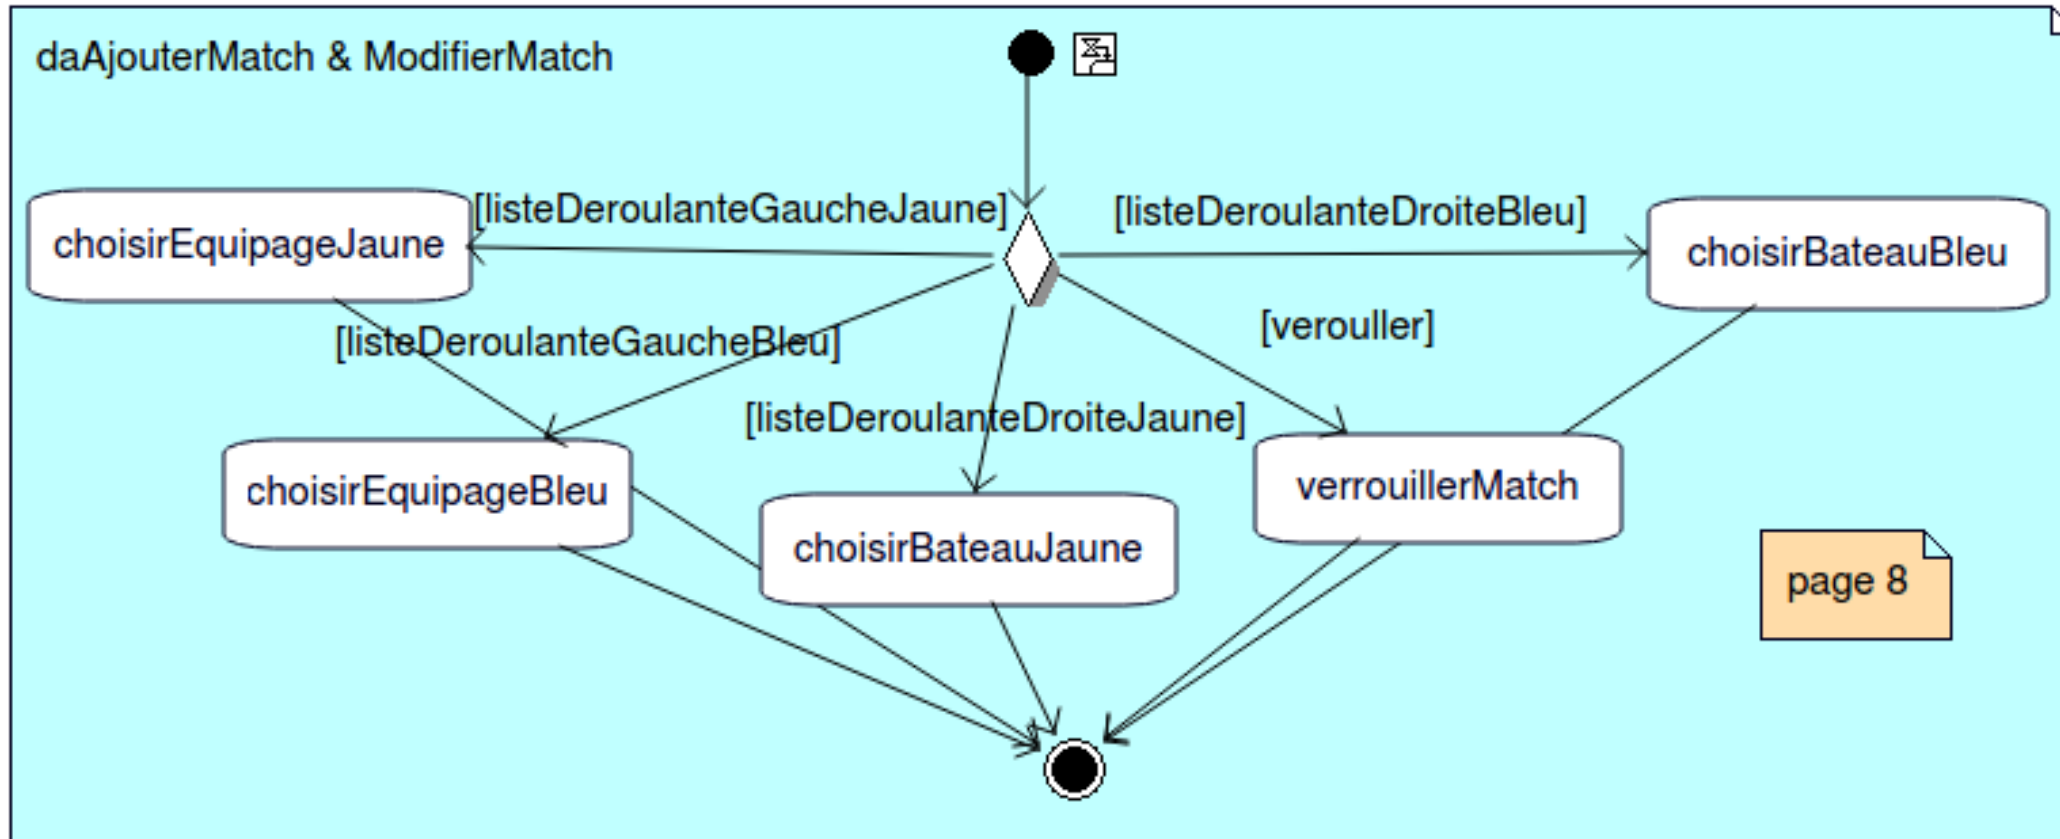 daAjouterMatch & ModifierMatch
[listeDeroulanteGaucheJaune]
[listeDeroulanteDroiteBleu]
choisirEquipageJaune
choisirBateauBleu
[listeDeroulanteGaucheBleu]
[verouller]
[listeDeroulanteDroiteJaune]
choisirEquipageBleu
verrouillerMatch
choisirBateauJaune
page 8